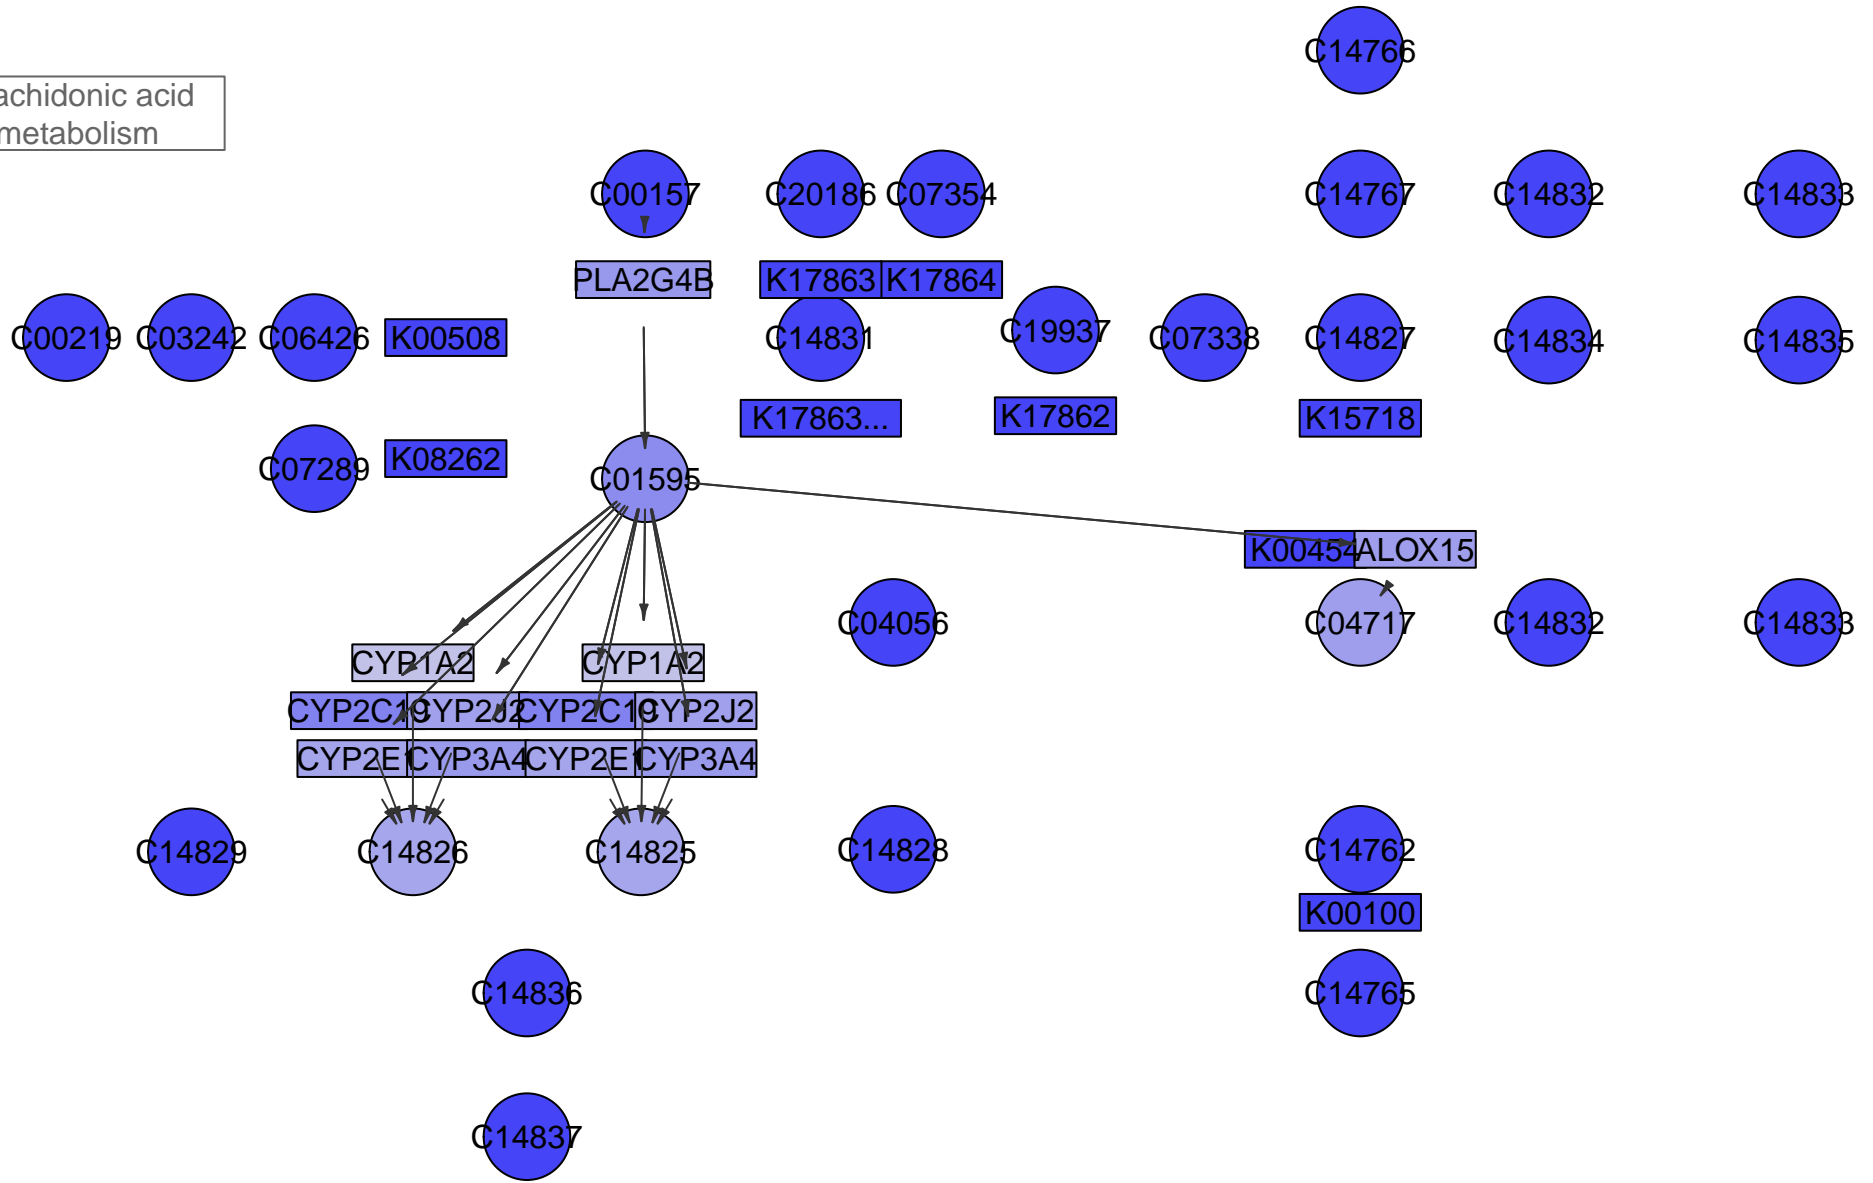 C14766
achidonic acid
metabolism
C00157
C20186
C07354
C14767
C14832
C14833
PLA2G4B
K17863
K17864
C00219
C03242
C06426
K00508
C14831
C19937
C07338
C14827
C14834
C14835
K17863...
K17862
K15718
C07289
K08262
C01595
K00454
ALOX15
C04056
C04717
C14832
C14833
CYP1A2
CYP1A2
CYP2C19
CYP2J2
CYP2C19
CYP2J2
CYP2E1
CYP3A4
CYP2E1
CYP3A4
C14829
C14826
C14825
C14828
C14762
K00100
C14836
C14765
C14837